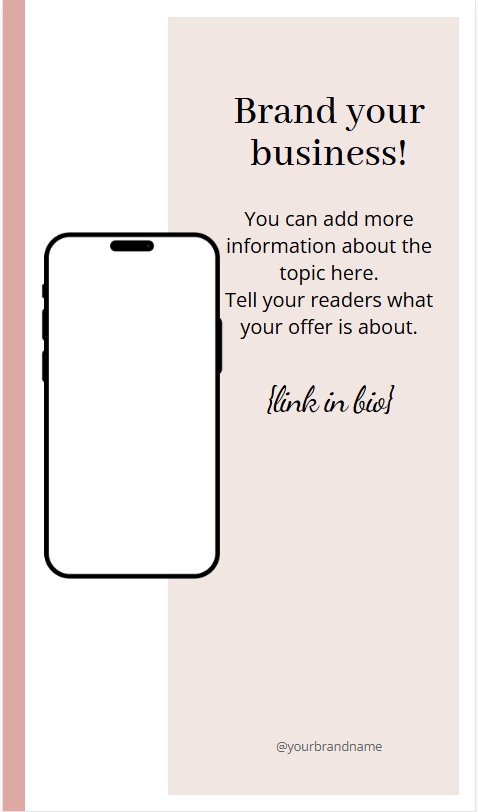 Brand your
business!
You can add more
information about the
topic here.
Tell your readers what
your offer is about.
{link in bio}
@yourbrandname